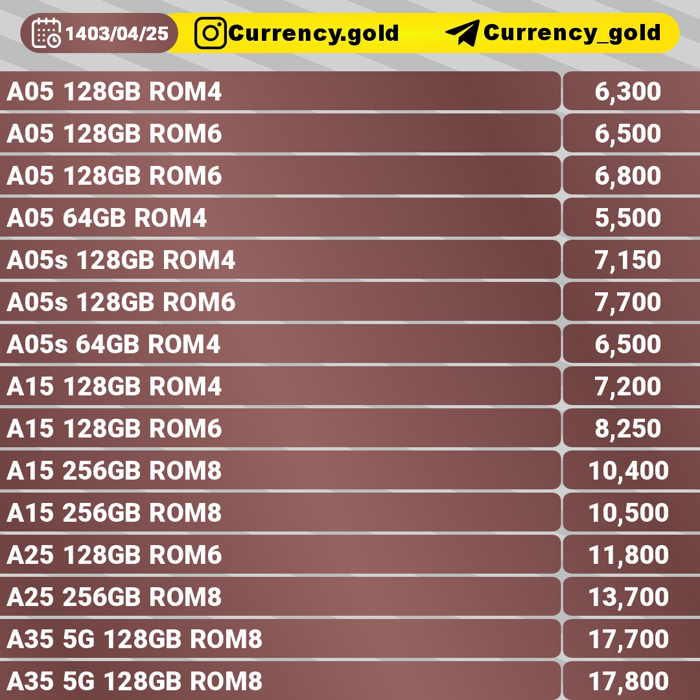 1403/04/25 Currency.gold Currency_gold
A05 128GB ROM4 6,300
A05 128GB ROM6 6,500
A05 128GB ROM6 6,800
A05 64GB ROM4 5,500
A05s 128GB ROM4 7,150
A05s 128GB ROM6 7,700
A05s 64GB ROM4 6,500
A15 128GB ROM4 7,200
A15 128GB ROM6 8,250
A15 256GB ROM8 10,400
A15 256GB ROM8 10,500
A25 128GB ROM6 11,800
A25 256GB ROM8 13,700
A35 5G 128GB ROM8 17,700
A35 5G 128GB ROM8 17,800